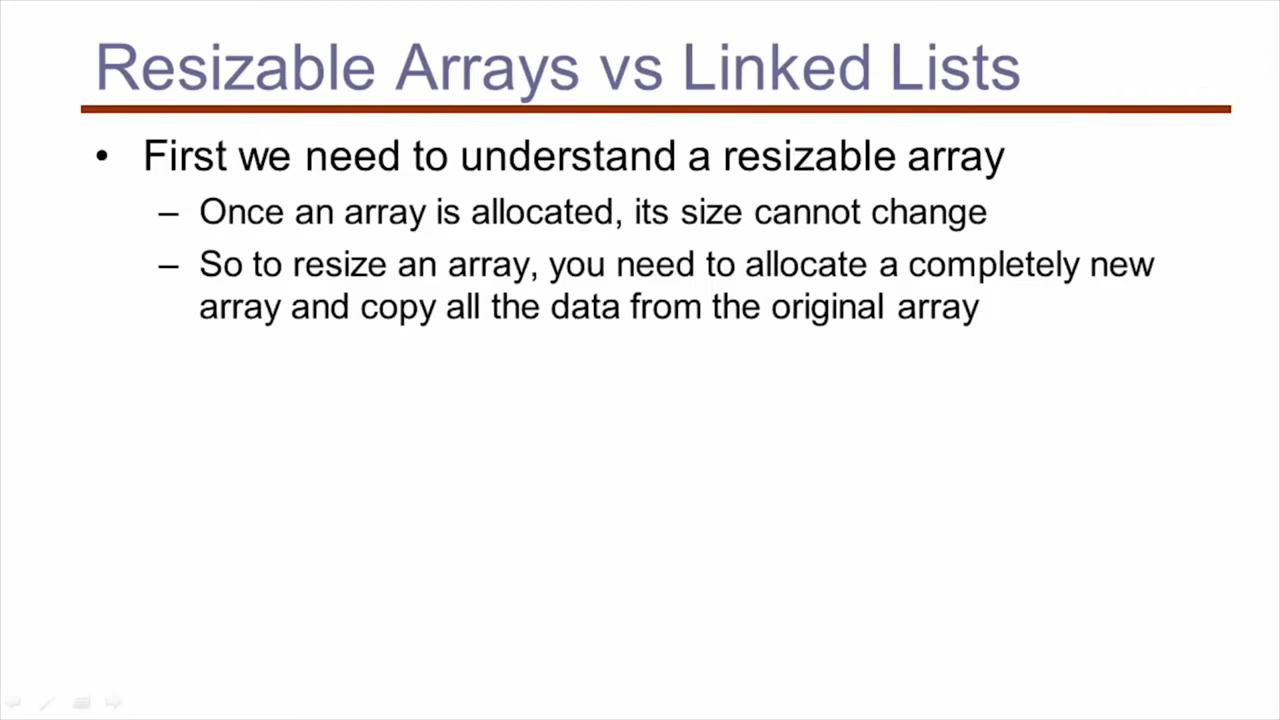 Resizable Arrays vs Linked Lists
• First we need to understand a resizable array
– Once an array is allocated, its size cannot change
– So to resize an array, you need to allocate a completely new
array and copy all the data from the original array